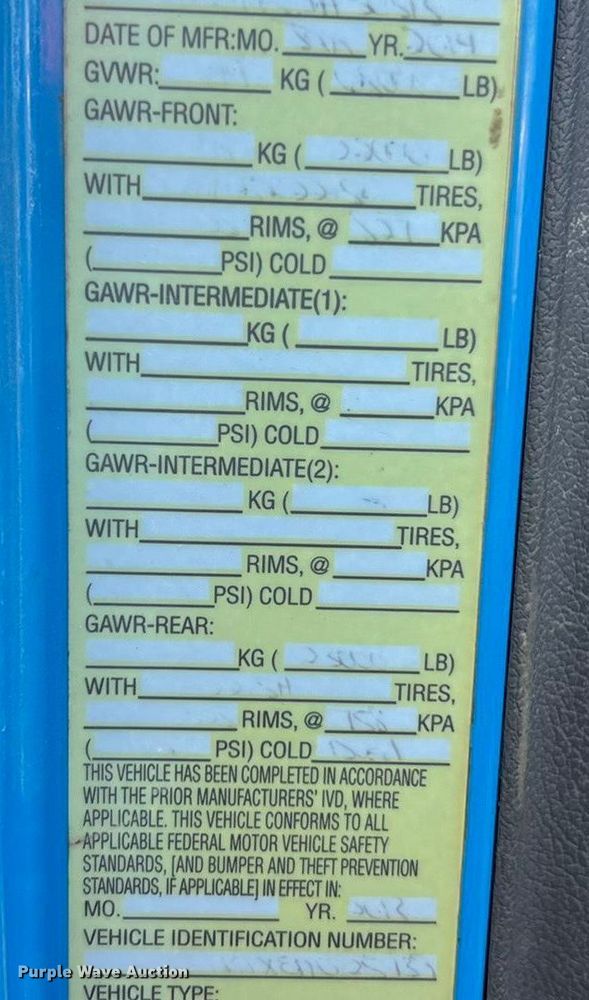 DATE OF MFR:MO. YR.
GVWR: KG ( LB)
GAWR-FRONT:
KG ( LB)
WITH TIRES,
RIMS, @ KPA
( PSI) COLD
GAWR-INTERMEDIATE(1):
KG ( LB)
WITH TIRES,
RIMS, @ KPA
( PSI) COLD
GAWR-INTERMEDIATE(2):
KG ( LB)
WITH TIRES,
RIMS, @ KPA
( PSI) COLD
GAWR-REAR:
KG ( LB)
WITH TIRES,
RIMS, @ KPA
( PSI) COLD
THIS VEHICLE HAS BEEN COMPLETED IN ACCORDANCE
WITH THE PRIOR MANUFACTURERS' IVD, WHERE
APPLICABLE. THIS VEHICLE CONFORMS TO ALL
APPLICABLE FEDERAL MOTOR VEHICLE SAFETY
STANDARDS, [AND BUMPER AND THEFT PREVENTION
STANDARDS, IF APPLICABLE] IN EFFECT IN:
MO. YR.
VEHICLE IDENTIFICATION NUMBER:
Purple Wave Auction
VEHICLE TYPE: